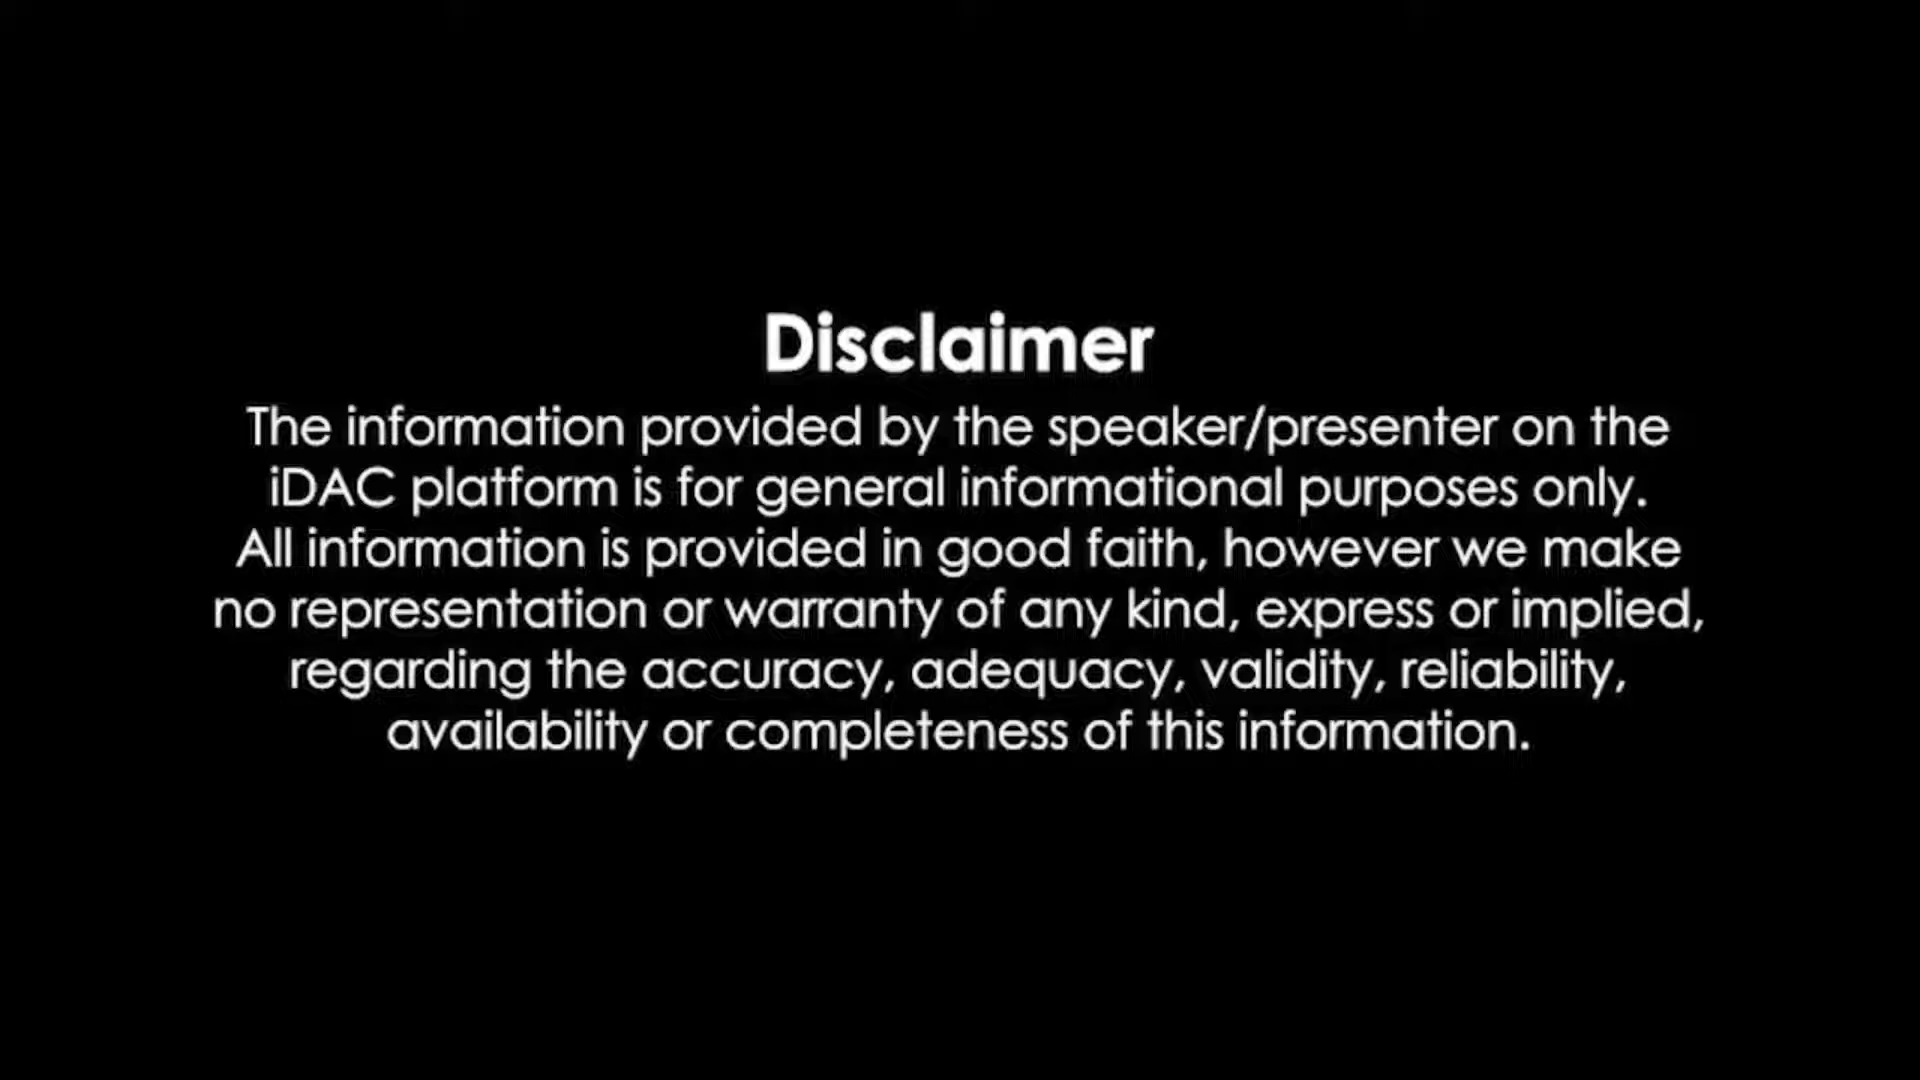 Disclaimer
The information provided by the speaker/presenter on the
iDAC platform is for general informational purposes only.
All information is provided in good faith, however we make
no representation or warranty of any kind, express or implied,
regarding the accuracy, adequacy, validity, reliability,
availability or completeness of this information.